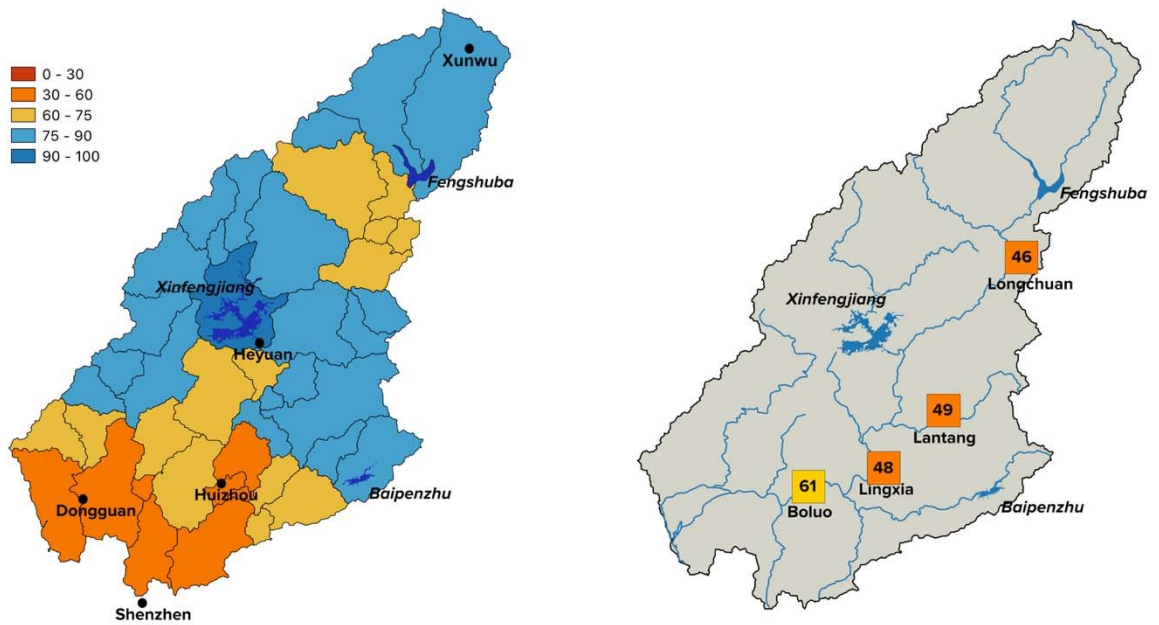 0 - 30
30 - 60
60 - 75
75 - 90
90 - 100
Xunwu
Fengshuba
Xinfengjiang
Heyuan
Huizhou
Dongguan
Baipenzhu
Shenzhen
Fengshuba
46
Longchuan
Xinfengjiang
49
Lantang
48
Lingxia
61
Boluo
Baipenzhu